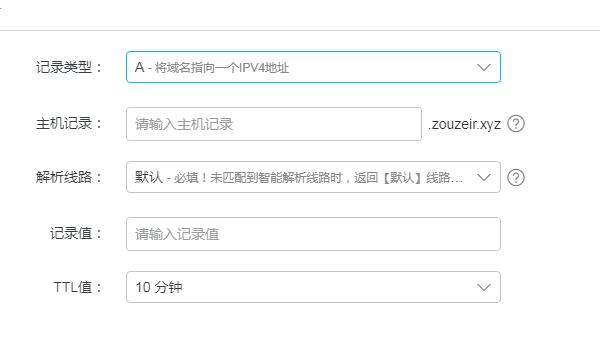 记录类型： A - 将域名指向一个IPV4地址
主机记录： 请输入主机记录 .zouzeir.xyz ?
解析线路： 默认 - 必填！未匹配到智能解析线路时，返回【默认】线路... ?
记录值： 请输入记录值
TTL值： 10 分钟